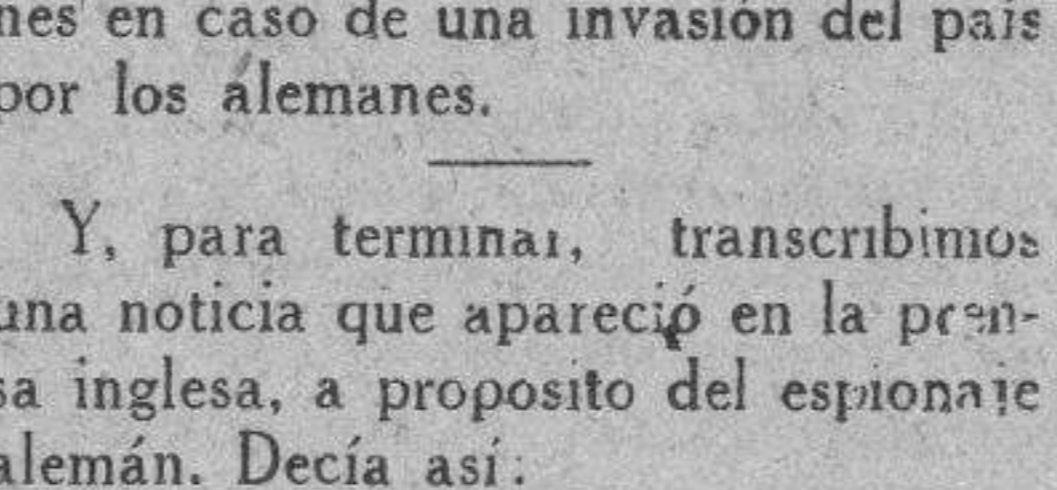 nes en caso de una invasión del país
por los alemanes.
Y, para terminar, transcribimos
una noticia que apareció en la pren-
sa inglesa, a proposito del espionaje
alemán. Decía así: